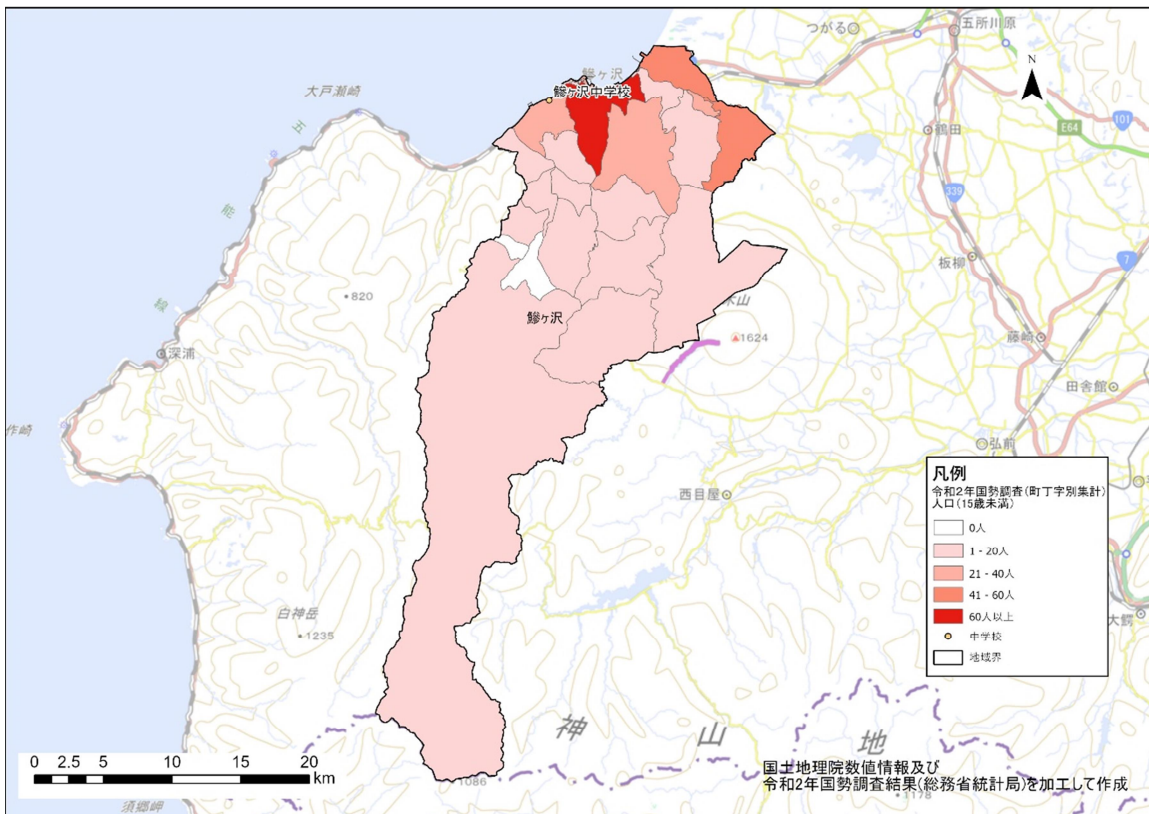 つがる
五所川原
鰺ヶ沢
鰺ヶ沢中学校
大戸瀬崎
N
五
能
線
鶴田
101
E64
339
板柳
7
820
鰺ヶ沢
木山
1624
深浦
藤崎
田舎館
作崎
弘前
西目屋
大鰐
白神岳
1235
凡例
令和2年国勢調査(町丁字別集計)
人口(15歳未満)
0人
1 - 20人
21 - 40人
41 - 60人
60人以上
中学校
地域界
神山地
1086
1178
0 2.5 5 10 15 20
km
須郷岬
国土地理院数値情報及び
令和2年国勢調査結果(総務省統計局)を加工して作成